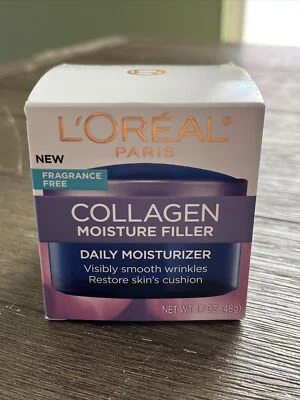 L'ORÉAL®
PARIS
NEW
FRAGRANCE
FREE
COLLAGEN
MOISTURE FILLER
DAILY MOISTURIZER
Visibly smooth wrinkles
Restore skin's cushion
NET WT. 1.7 OZ. (48g)